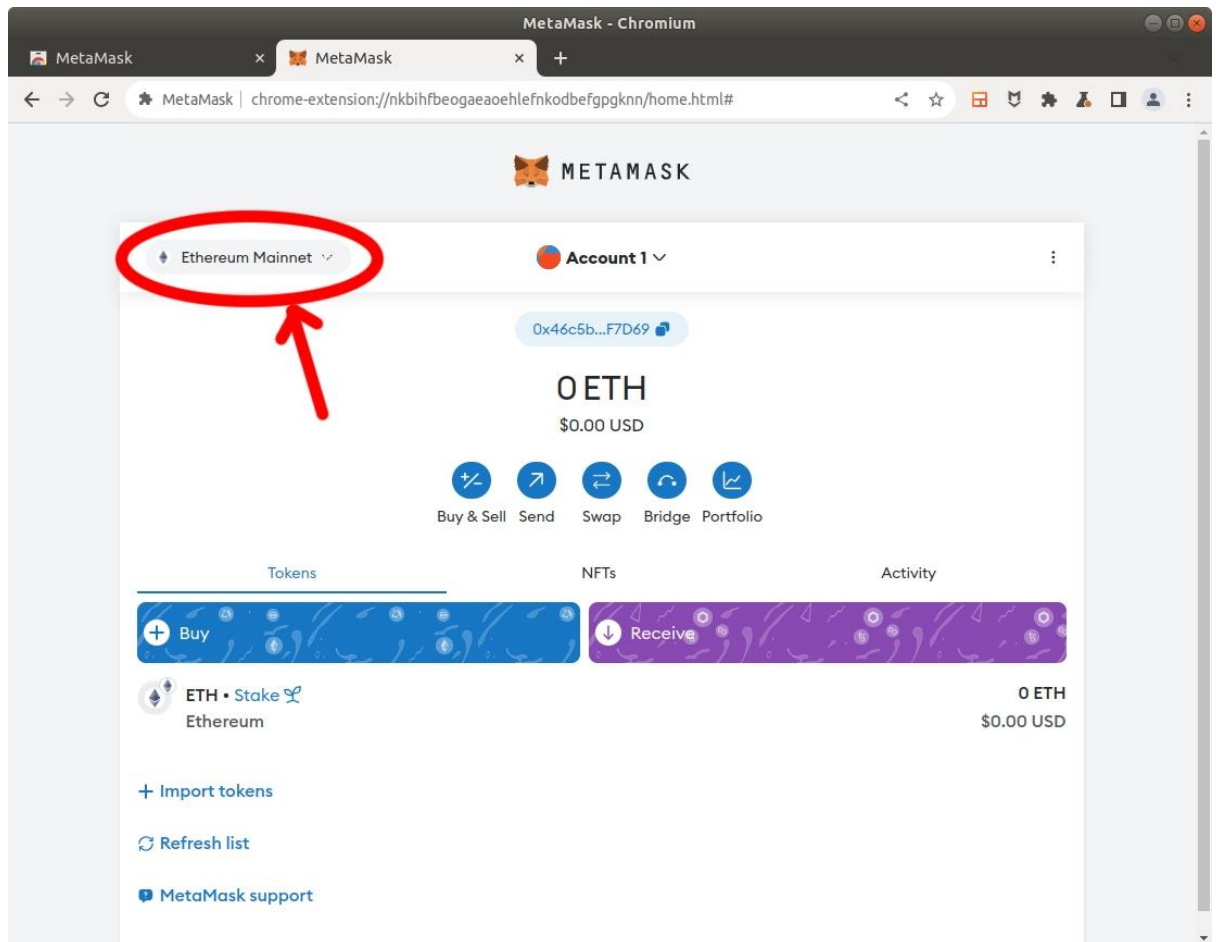 MetaMask - Chromium
MetaMask
MetaMask
MetaMask | chrome-extension://nkbihfbeogaeaoehlefnkodbefgpgknn/home.html#
METAMASK
Ethereum Mainnet
Account 1
0x46c5b...F7D69
0 ETH
$0.00 USD
Buy & Sell Send Swap Bridge Portfolio
Tokens NFTs Activity
Buy Receive
ETH • Stake 0 ETH
Ethereum $0.00 USD
+ Import tokens
Refresh list
MetaMask support